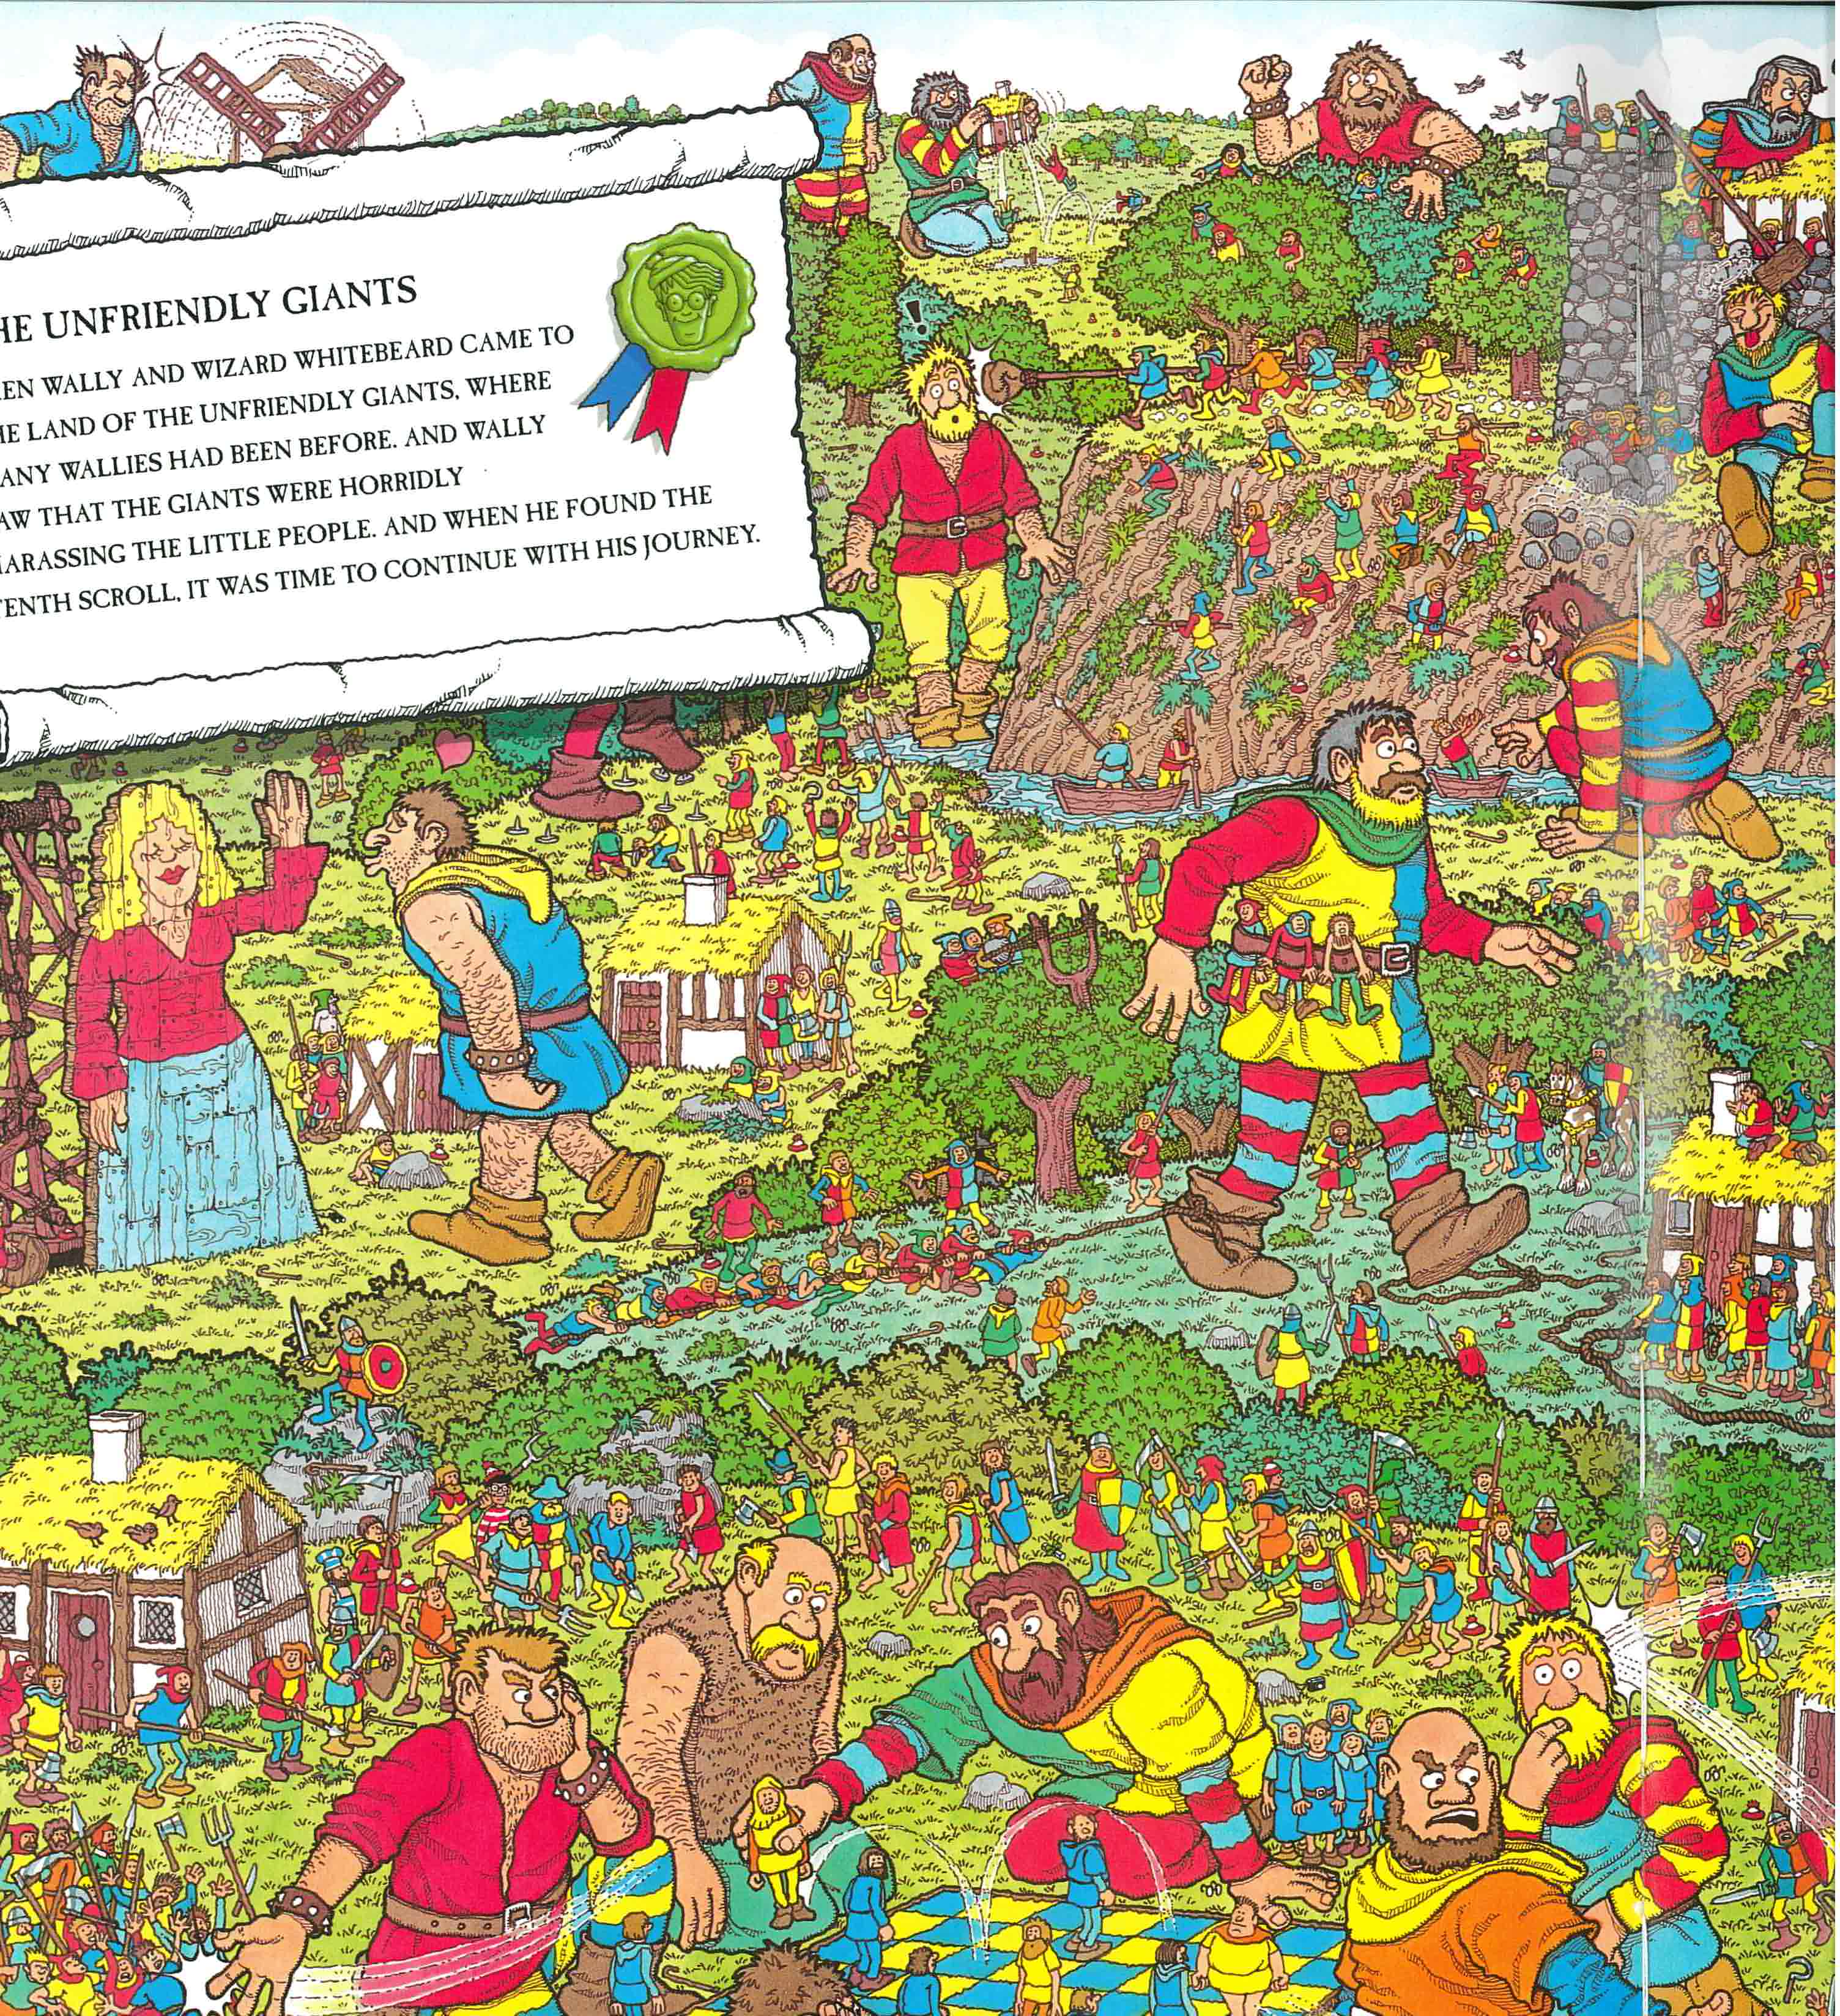 HE UNFRIENDLY GIANTS
EN WALLY AND WIZARD WHITEBEARD CAME TO
HE LAND OF THE UNFRIENDLY GIANTS, WHERE
ANY WALLIES HAD BEEN BEFORE. AND WALLY
AW THAT THE GIANTS WERE HORRIDLY
ARASSING THE LITTLE PEOPLE. AND WHEN HE FOUND THE
TENTH SCROLL, IT WAS TIME TO CONTINUE WITH HIS JOURNEY.
!